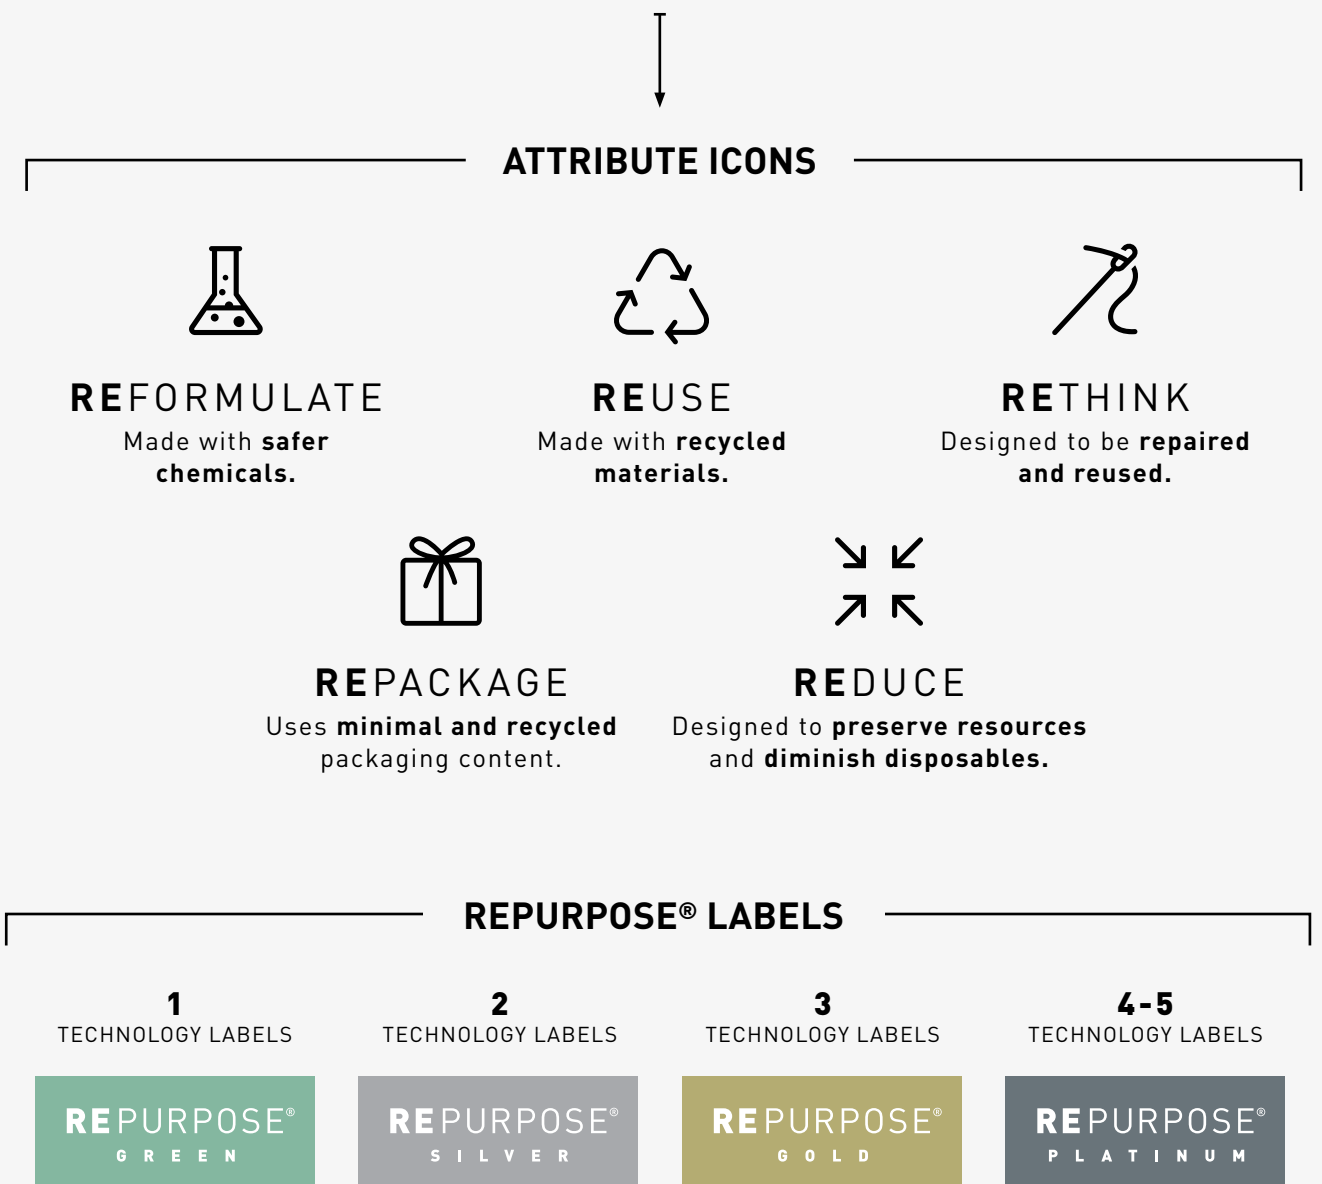 ATTRIBUTE ICONS
REFORMULATE
Made with safer
chemicals.
REUSE
Made with recycled
materials.
RETHINK
Designed to be repaired
and reused.
REPACKAGE
Uses minimal and recycled
packaging content.
REDUCE
Designed to preserve resources
and diminish disposables.
REPURPOSE® LABELS
1
TECHNOLOGY LABELS
REPURPOSE®
GREEN
2
TECHNOLOGY LABELS
REPURPOSE®
SILVER
3
TECHNOLOGY LABELS
REPURPOSE®
GOLD
4-5
TECHNOLOGY LABELS
REPURPOSE®
PLATINUM